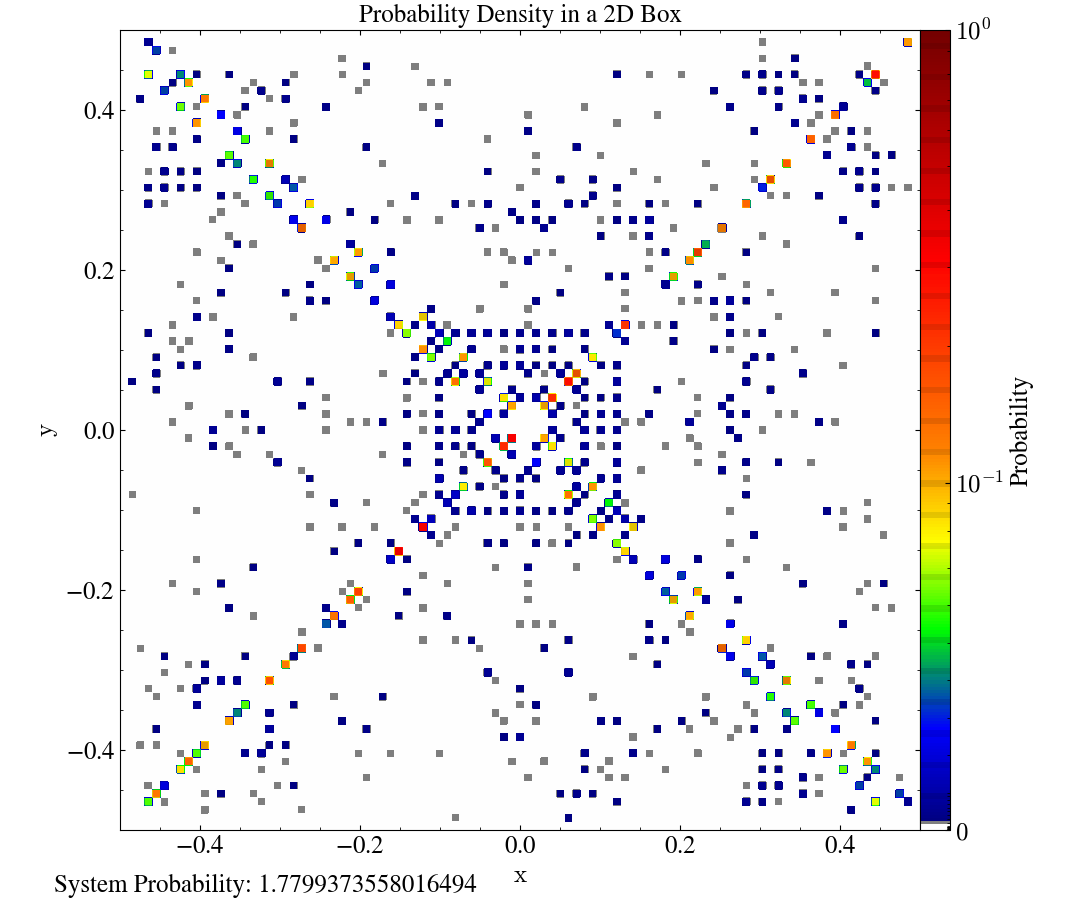 Probability Density in a 2D Box
10^0
0.4
0.2
0.0
−0.2
−0.4
y
10^−1
0
Probability
−0.4 −0.2 0.0 0.2 0.4
x
System Probability: 1.7799373558016494